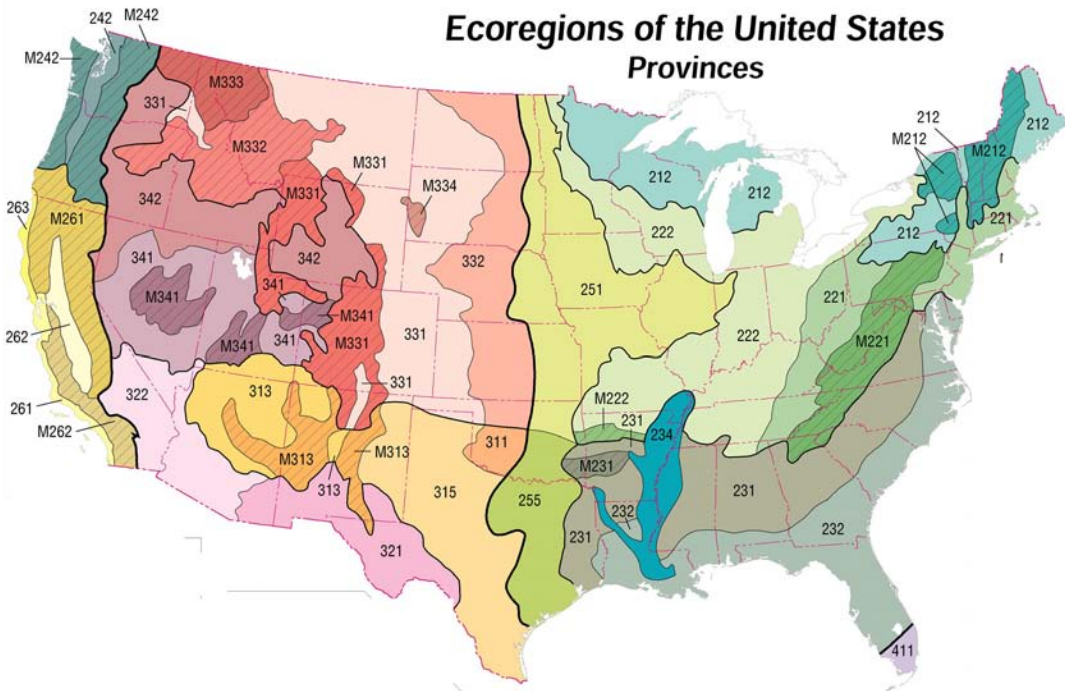 Ecoregions of the United States
Provinces
242
M242
M242
M333
331
M332
M331
M331
M334
212
212
M212
M212
212
212
212
221
263
M261
342
341
M341
342
341
M341
M341
341
M331
331
331
332
251
222
222
221
M221
262
261
M262
322
313
M313
M313
313
315
311
321
255
M222
231
234
M231
232
231
231
232
411